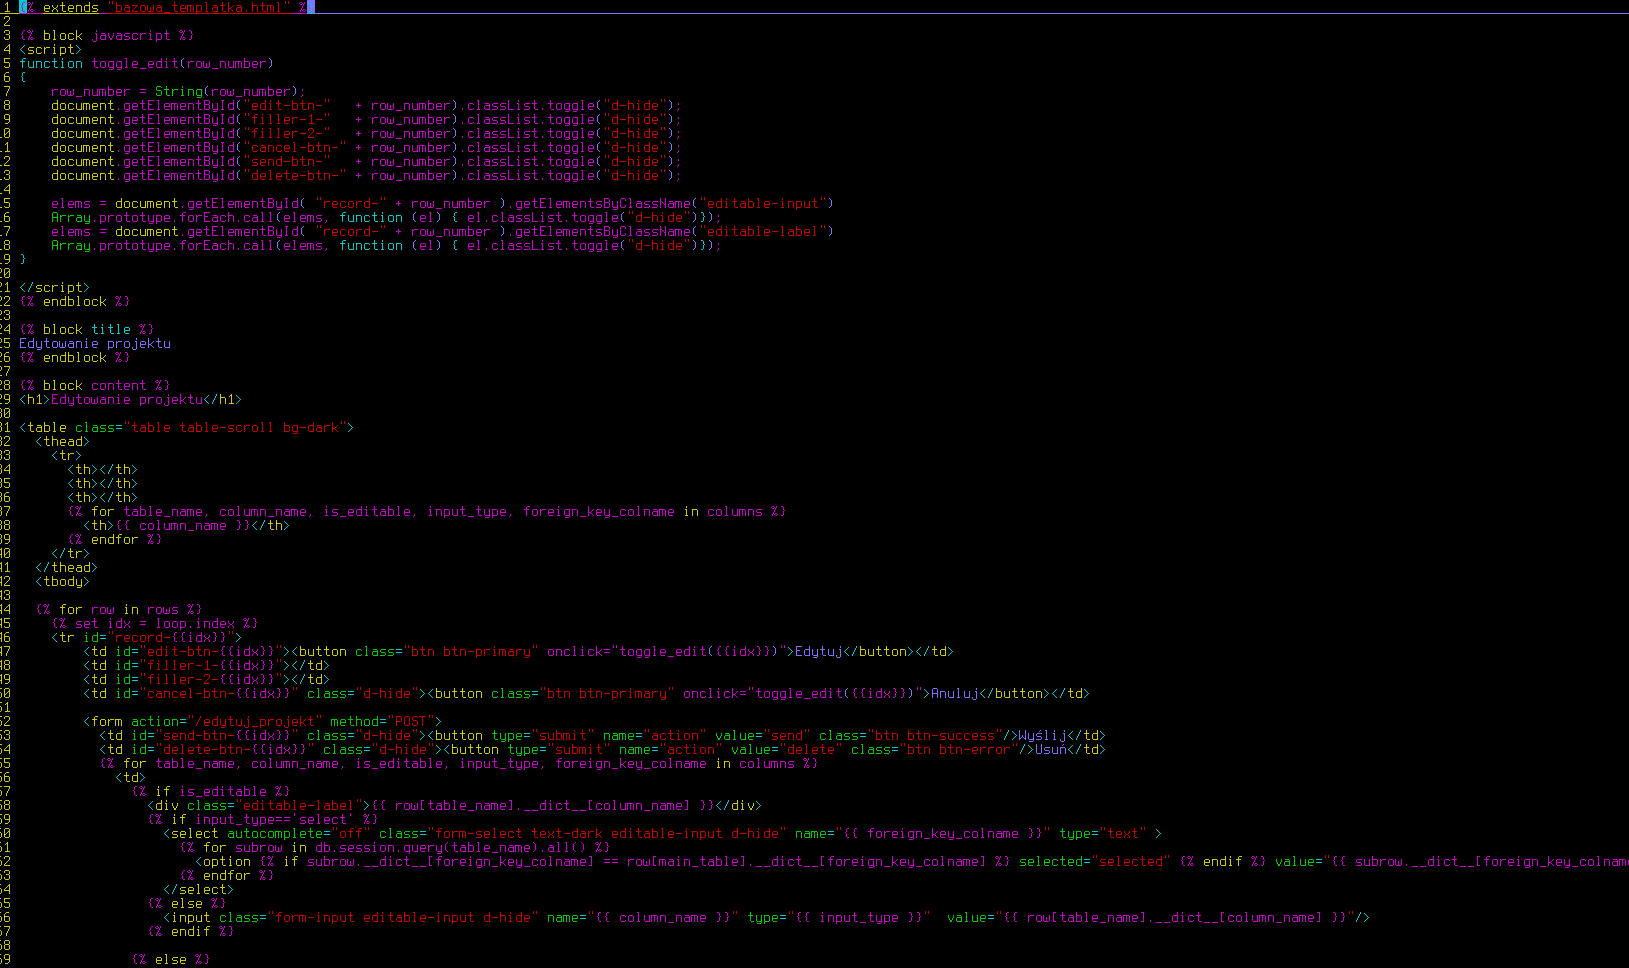 1 {% extends "bazowa_templatka.html" %}
2
3 {% block javascript %}
4 <script>
5 function toggle_edit(row_number)
6 {
7     row_number = String(row_number);
8     document.getElementById("edit-btn-"   + row_number).classList.toggle("d-hide");
9     document.getElementById("filler-1-"   + row_number).classList.toggle("d-hide");
10     document.getElementById("filler-2-"   + row_number).classList.toggle("d-hide");
11     document.getElementById("cancel-btn-" + row_number).classList.toggle("d-hide");
12     document.getElementById("send-btn-"   + row_number).classList.toggle("d-hide");
13     document.getElementById("delete-btn-" + row_number).classList.toggle("d-hide");
14
15     elems = document.getElementById( "record-" + row_number ).getElementsByClassName("editable-input")
16     Array.prototype.forEach.call(elems, function (el) { el.classList.toggle("d-hide")});
17     elems = document.getElementById( "record-" + row_number ).getElementsByClassName("editable-label")
18     Array.prototype.forEach.call(elems, function (el) { el.classList.toggle("d-hide")});
19 }
20
21 </script>
22 {% endblock %}
23
24 {% block title %}
25 Edytowanie projektu
26 {% endblock %}
27
28 {% block content %}
29 <h1>Edytowanie projektu</h1>
30
31 <table class="table table-scroll bg-dark">
32   <thead>
33     <tr>
34       <th></th>
35       <th></th>
36       <th></th>
37       {% for table_name, column_name, is_editable, input_type, foreign_key_colname in columns %}
38         <th>{{ column_name }}</th>
39       {% endfor %}
40     </tr>
41   </thead>
42   <tbody>
43
44   {% for row in rows %}
45     {% set idx = loop.index %}
46     <tr id="record-{{idx}}">
47         <td id="edit-btn-{{idx}}"><button class="btn btn-primary" onclick="toggle_edit({{idx}})">Edytuj</button></td>
48         <td id="filler-1-{{idx}}"></td>
49         <td id="filler-2-{{idx}}"></td>
50         <td id="cancel-btn-{{idx}}" class="d-hide"><button class="btn btn-primary" onclick="toggle_edit({{idx}})">Anuluj</button></td>
51
52         <form action="/edytuj_projekt" method="POST">
53           <td id="send-btn-{{idx}}" class="d-hide"><button type="submit" name="action" value="send" class="btn btn-success"/>Wyślij</td>
54           <td id="delete-btn-{{idx}}" class="d-hide"><button type="submit" name="action" value="delete" class="btn btn-error"/>Usuń</td>
55           {% for table_name, column_name, is_editable, input_type, foreign_key_colname in columns %}
56             <td>
57               {% if is_editable %}
58                 <div class="editable-label">{{ row[table_name].__dict__[column_name] }}</div>
59                 {% if input_type=='select' %}
60                   <select autocomplete="off" class="form-select text-dark editable-input d-hide" name="{{ foreign_key_colname }}" type="text" >
61                     {% for subrow in db.session.query(table_name).all() %}
62                       <option {% if subrow.__dict__[foreign_key_colname] == row[main_table].__dict__[foreign_key_colname] %} selected="selected" {% endif %} value="{{ subrow.__dict__[foreign_key_colnam
63                     {% endfor %}
64                   </select>
65                 {% else %}
66                   <input class="form-input editable-input d-hide" name="{{ column_name }}" type="{{ input_type }}"  value="{{ row[table_name].__dict__[column_name] }}"/>
67                 {% endif %}
68
69               {% else %}